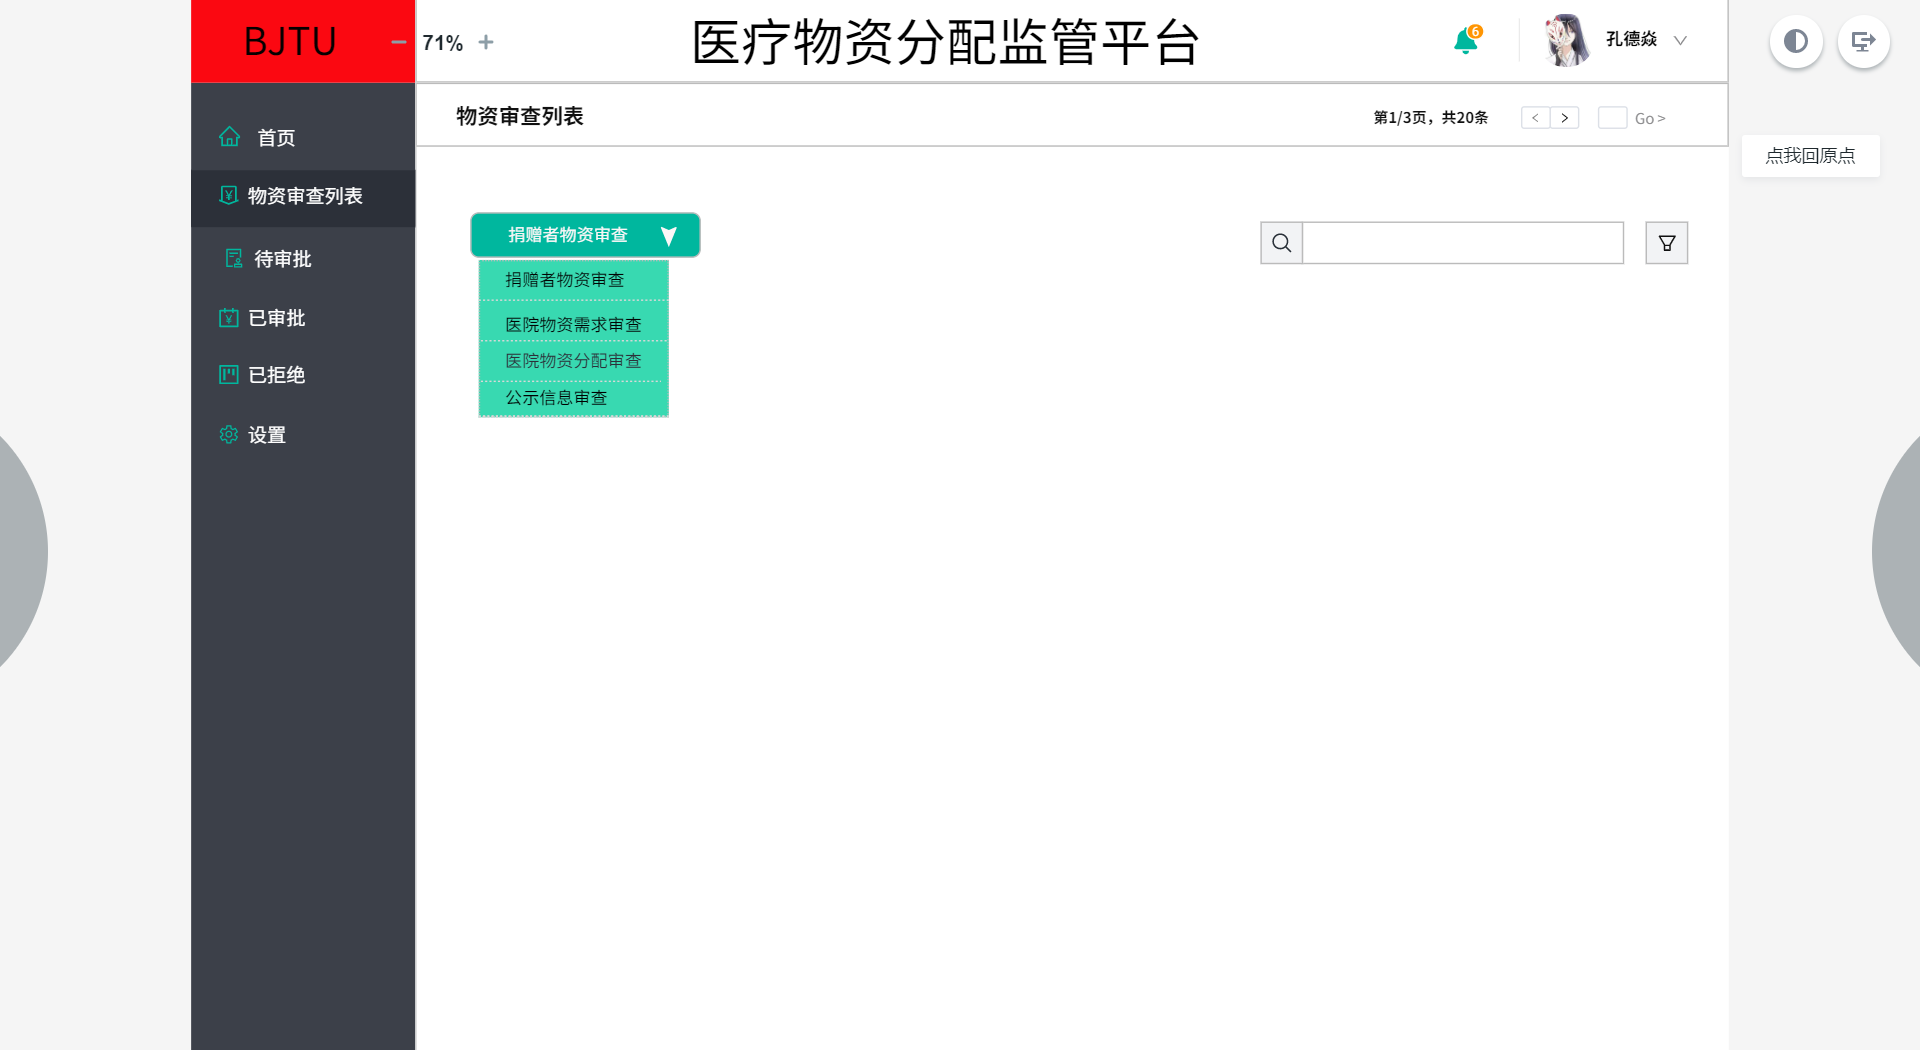 BJTU
71%
医疗物资分配监管平台
6
孔德焱
物资审查列表
第1/3页，共20条
< >
Go >
点我回原点
首页
物资审查列表
待审批
已审批
已拒绝
设置
捐赠者物资审查
捐赠者物资审查
医院物资需求审查
医院物资分配审查
公示信息审查